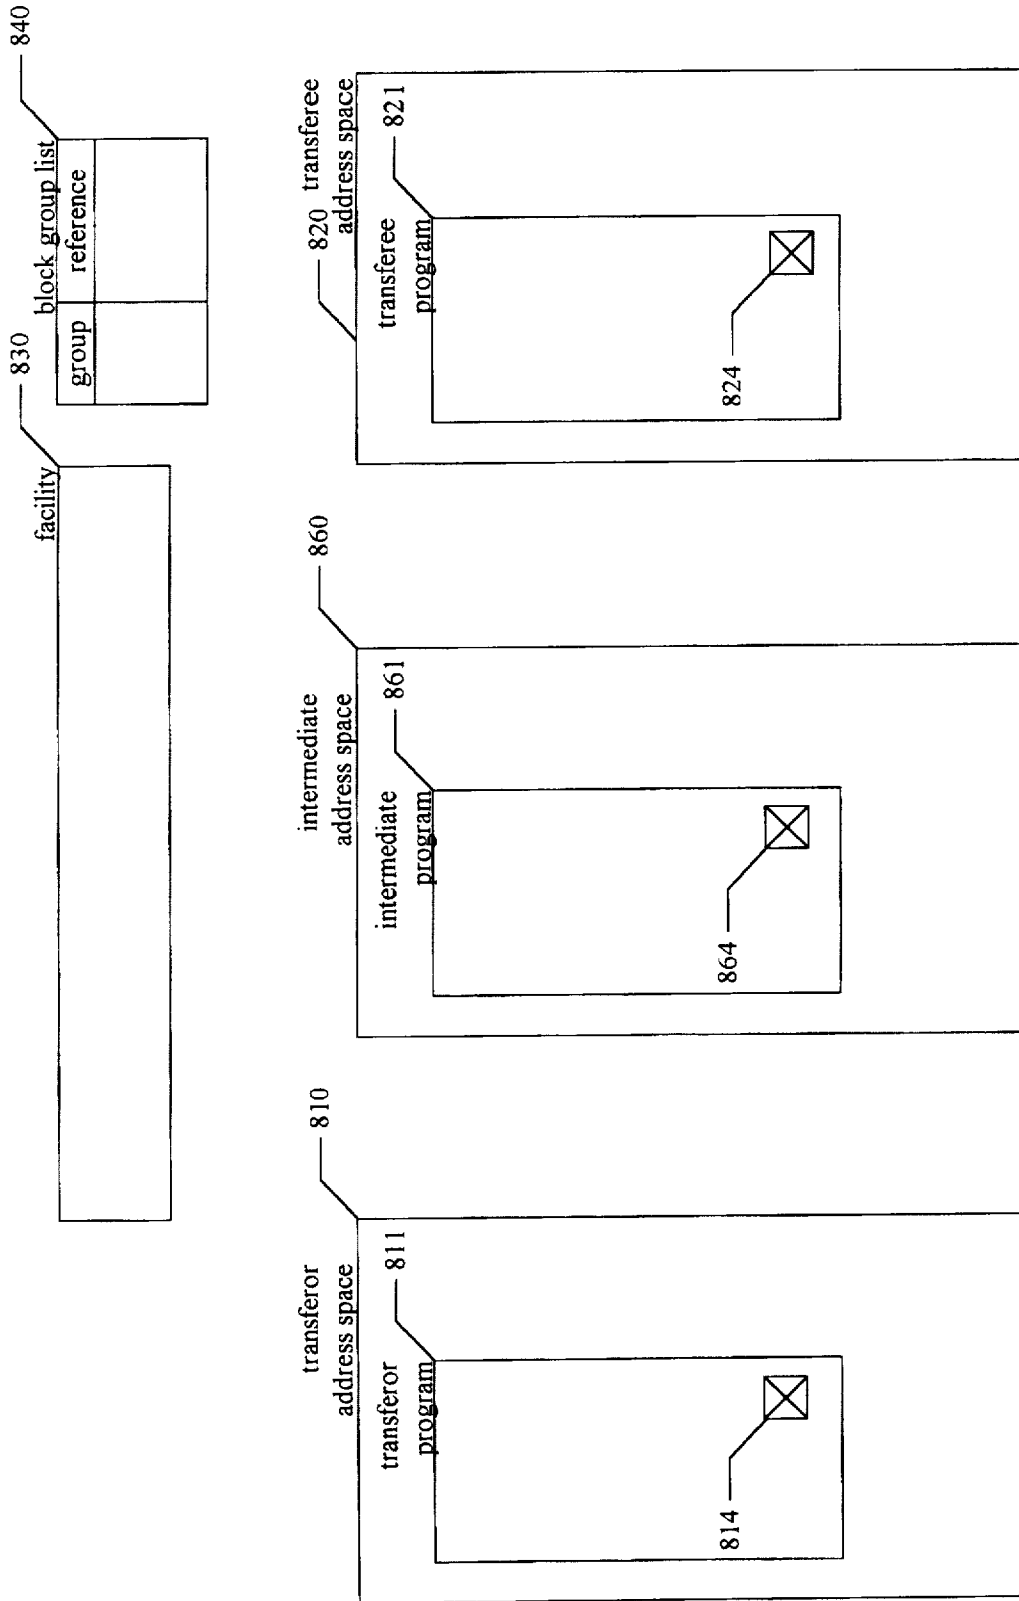 facility
830
block group list
840
group
reference
transferor
address space
810
transferor
program
811
814
intermediate
address space
860
intermediate
program
861
864
820
transferee
address space
transferee
program
821
824